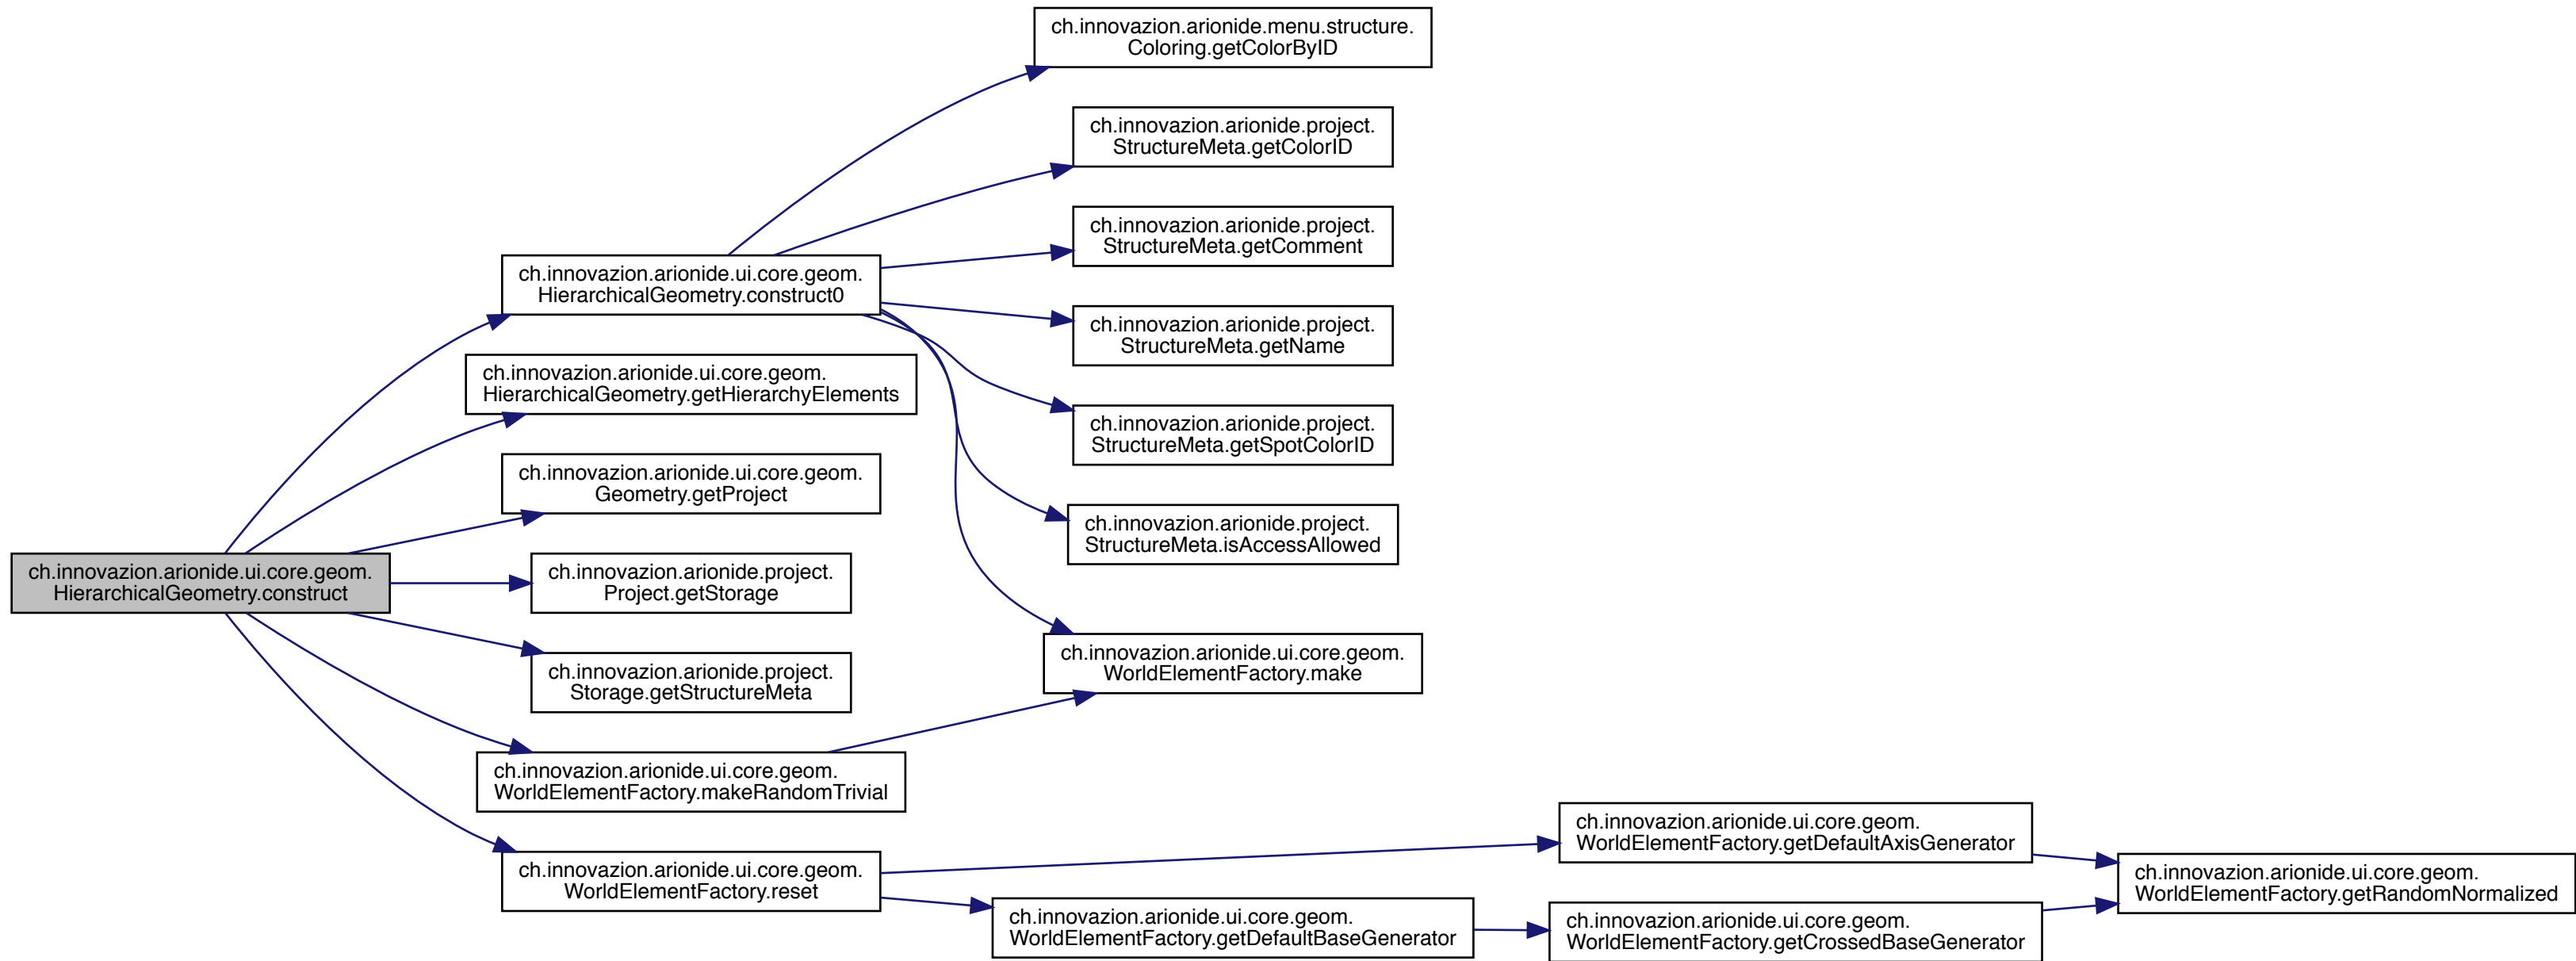 ch.innovazion.arionide.menu.structure.
Coloring.getColorByID
ch.innovazion.arionide.project.
StructureMeta.getColorID
ch.innovazion.arionide.project.
StructureMeta.getComment
ch.innovazion.arionide.ui.core.geom.
HierarchicalGeometry.construct0
ch.innovazion.arionide.project.
StructureMeta.getName
ch.innovazion.arionide.ui.core.geom.
HierarchicalGeometry.getHierarchyElements
ch.innovazion.arionide.project.
StructureMeta.getSpotColorID
ch.innovazion.arionide.ui.core.geom.
Geometry.getProject
ch.innovazion.arionide.project.
StructureMeta.isAccessAllowed
ch.innovazion.arionide.ui.core.geom.
HierarchicalGeometry.construct
ch.innovazion.arionide.project.
Project.getStorage
ch.innovazion.arionide.ui.core.geom.
WorldElementFactory.make
ch.innovazion.arionide.project.
Storage.getStructureMeta
ch.innovazion.arionide.ui.core.geom.
WorldElementFactory.makeRandomTrivial
ch.innovazion.arionide.ui.core.geom.
WorldElementFactory.getDefaultAxisGenerator
ch.innovazion.arionide.ui.core.geom.
WorldElementFactory.reset
ch.innovazion.arionide.ui.core.geom.
WorldElementFactory.getRandomNormalized
ch.innovazion.arionide.ui.core.geom.
WorldElementFactory.getDefaultBaseGenerator
ch.innovazion.arionide.ui.core.geom.
WorldElementFactory.getCrossedBaseGenerator